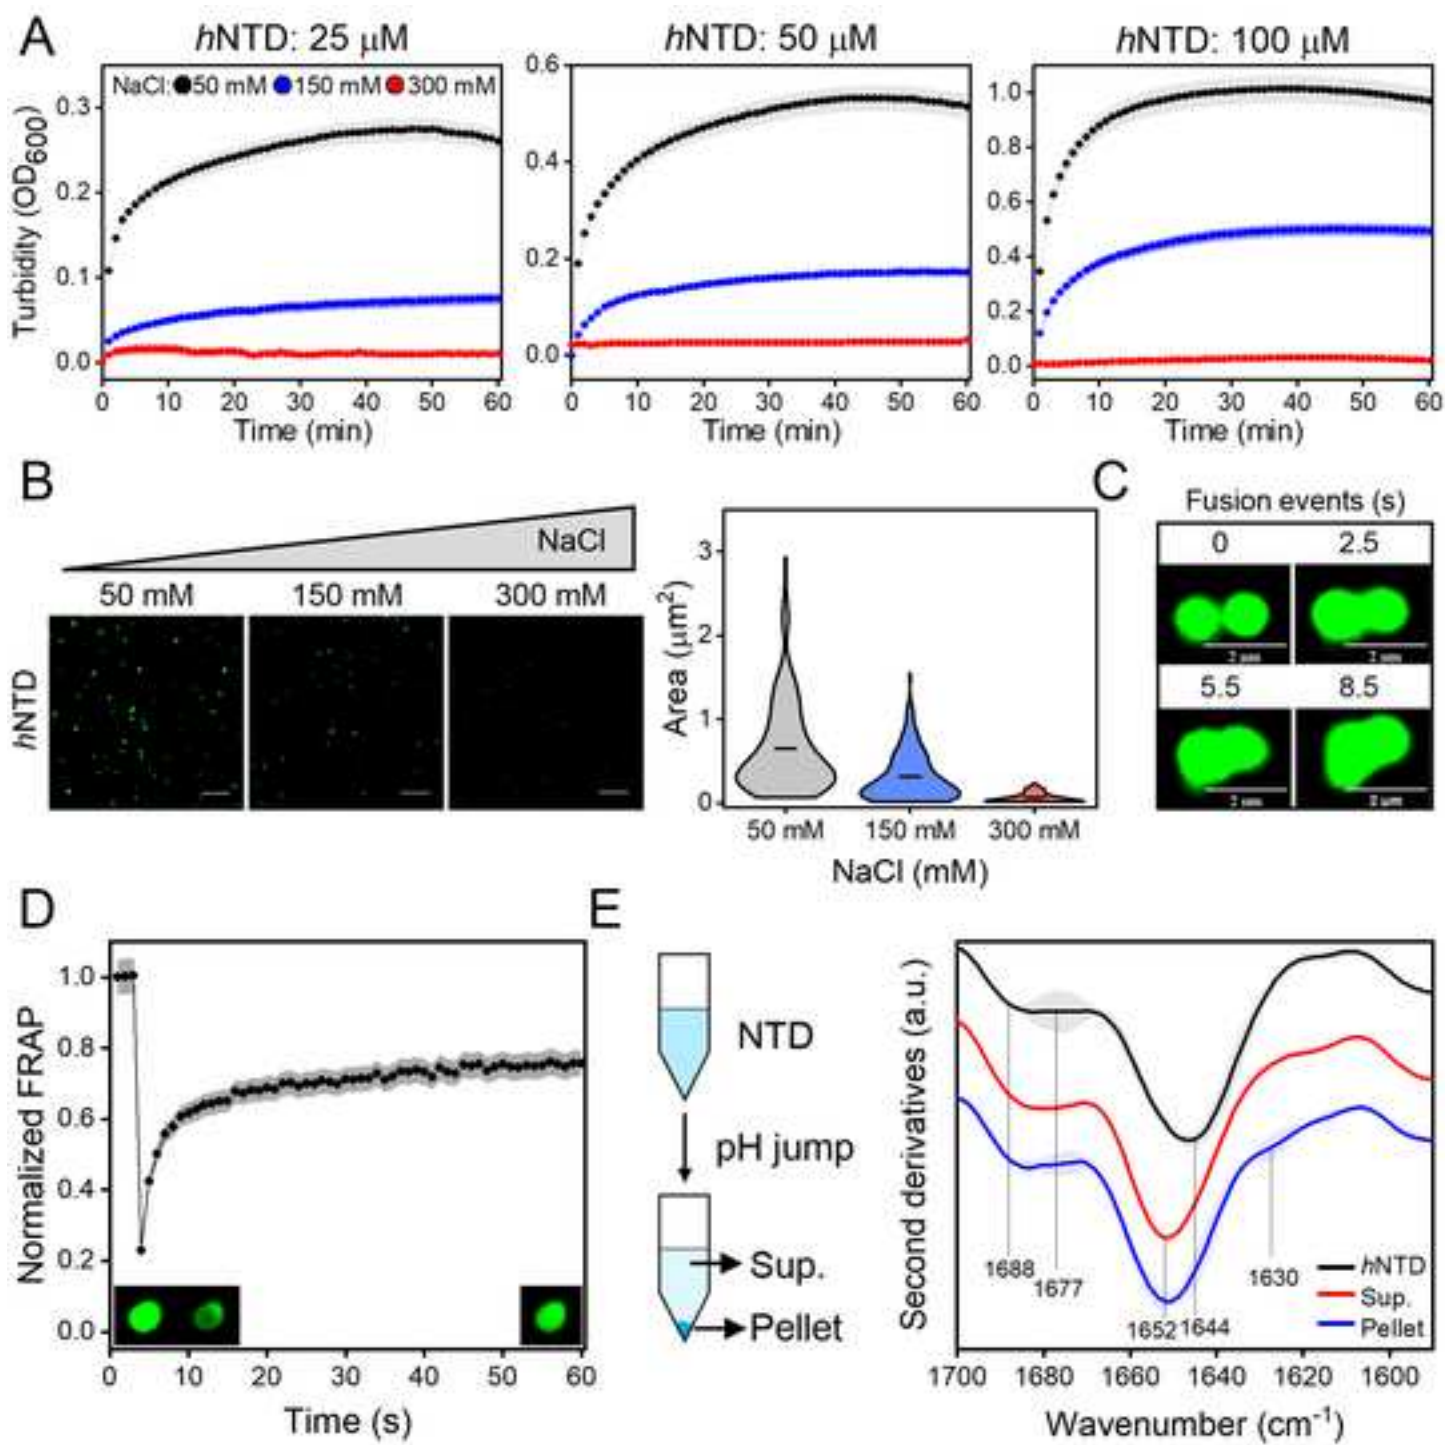 A
hNTD: 25 μM
hNTD: 50 μM
hNTD: 100 μM
NaCl: 50 mM 150 mM 300 mM
Turbidity (OD600)
0.3
0.2
0.1
0.0
0.6
0.4
0.2
0.0
1.0
0.8
0.6
0.4
0.2
0.0
0 10 20 30 40 50 60
0 10 20 30 40 50 60
0 10 20 30 40 50 60
Time (min)
Time (min)
Time (min)
B
NaCl
50 mM 150 mM 300 mM
hNTD
Area (μm2)
3
2
1
0
50 mM 150 mM 300 mM
NaCl (mM)
C
Fusion events (s)
0 2.5
5.5 8.5
D
Normalized FRAP
1.0
0.8
0.6
0.4
0.2
0.0
0 10 20 30 40 50 60
Time (s)
E
NTD
pH jump
Sup.
Pellet
Second derivatives (a.u.)
1688
1677
1652
1644
1630
hNTD
Sup.
Pellet
1700 1680 1660 1640 1620 1600
Wavenumber (cm-1)